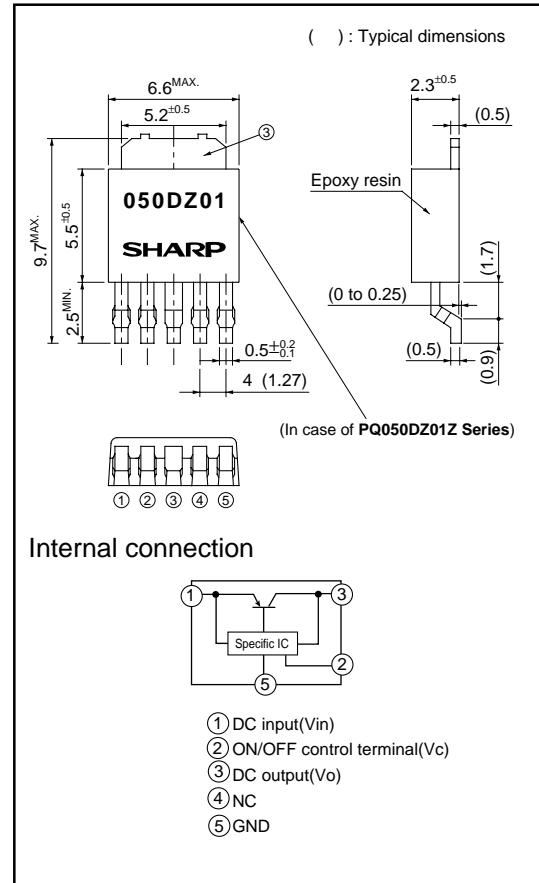 ( ) : Typical dimensions
6.6MAX.
5.2±0.5
③
2.3±0.5
(0.5)
050DZ01
SHARP
Epoxy resin
9.7MAX.
5.5±0.5
2.5MIN.
(1.7)
(0 to 0.25)
0.5+0.2−0.1
(0.5)
(0.9)
4 (1.27)
(In case of PQ050DZ01Z Series)
① ② ③ ④ ⑤
Internal connection
① ③
Specific IC
②
⑤
① DC input(Vin)
② ON/OFF control terminal(Vc)
③ DC output(Vo)
④ NC
⑤ GND